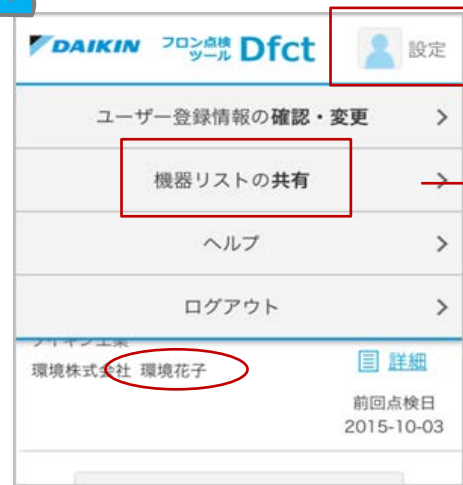 DAIKIN フロン点検ツール Dfct 設定
ユーザー登録情報の確認・変更 >
機器リストの共有 >
ヘルプ >
ログアウト >
環境株式会社 環境花子 詳細
前回点検日
2015-10-03